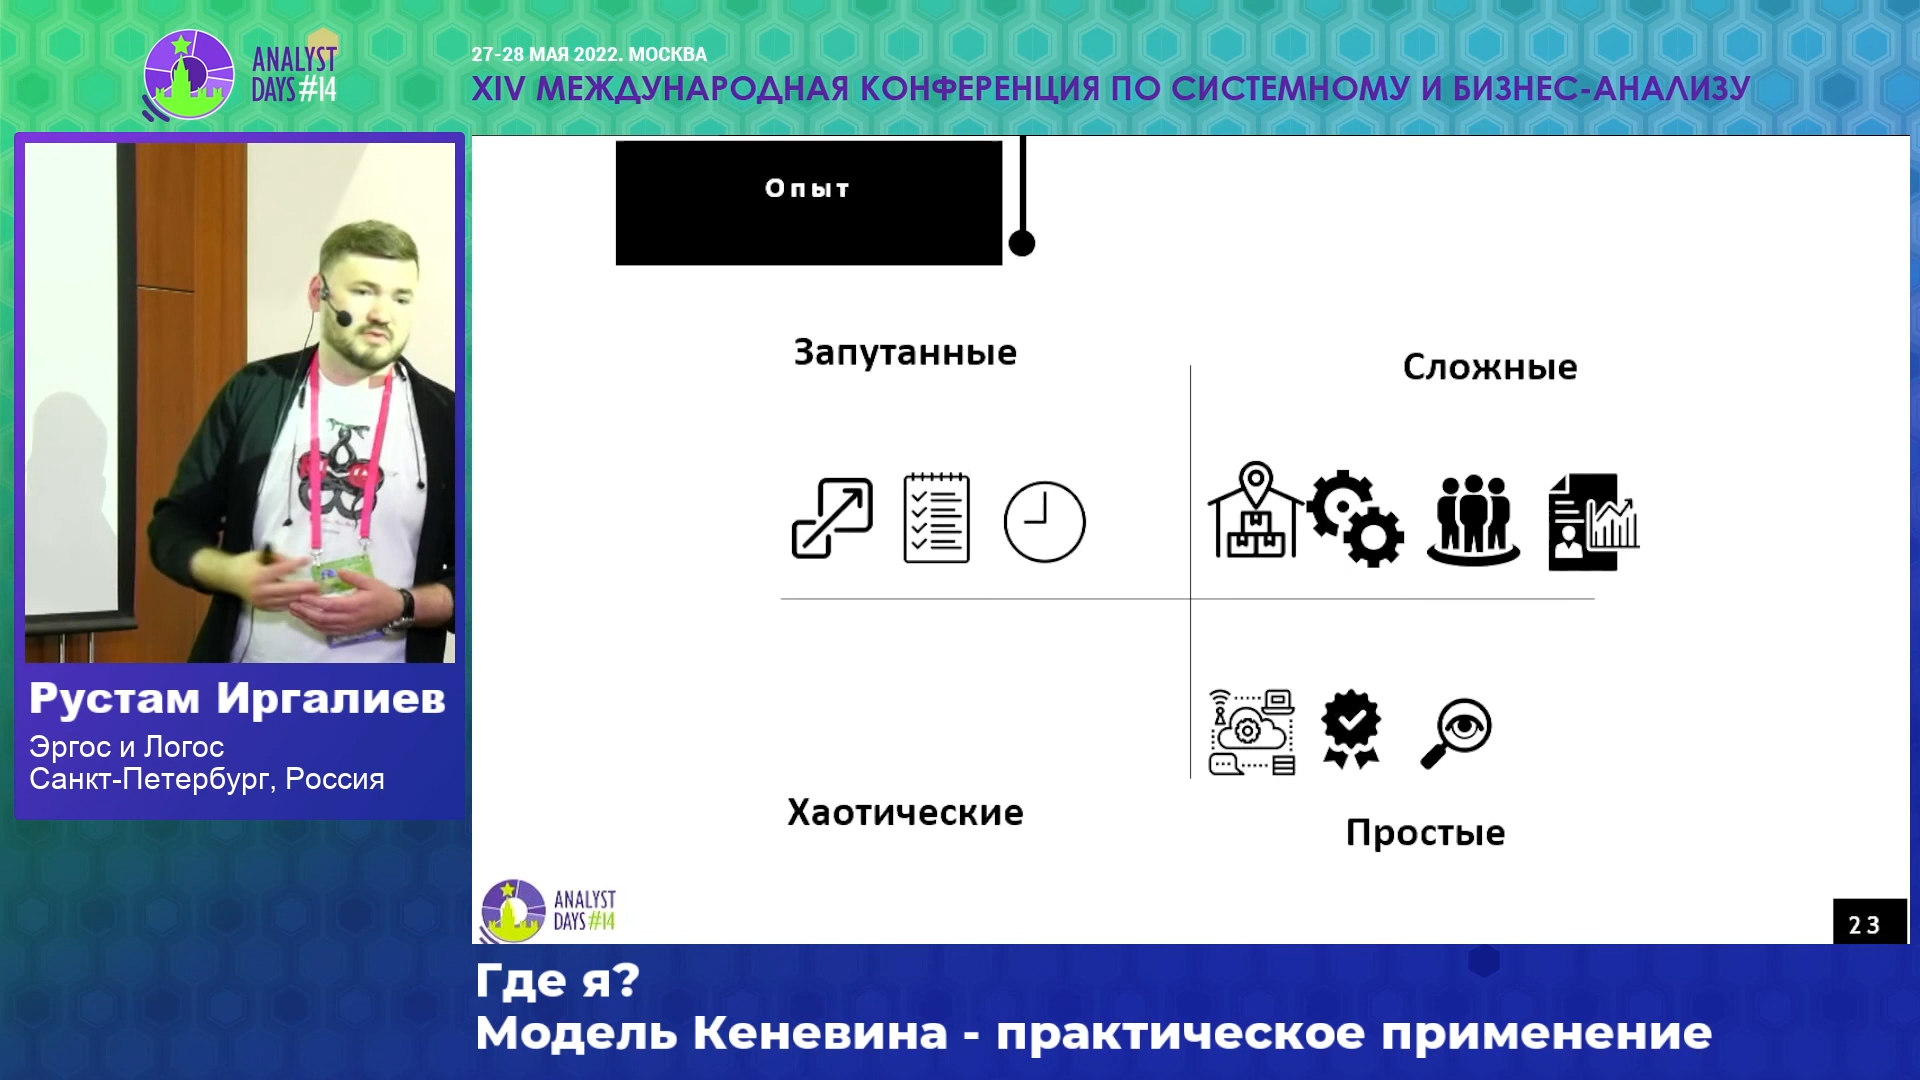 ANALYST
DAYS #14
27-28 МАЯ 2022. МОСКВА
XIV МЕЖДУНАРОДНАЯ КОНФЕРЕНЦИЯ ПО СИСТЕМНОМУ И БИЗНЕС-АНАЛИЗУ
Опыт
Запутанные
Сложные
Хаотические
Простые
ANALYST
DAYS #14
23
Рустам Иргалиев
Эргос и Логос
Санкт-Петербург, Россия
Где я?
Модель Кеневина - практическое применение